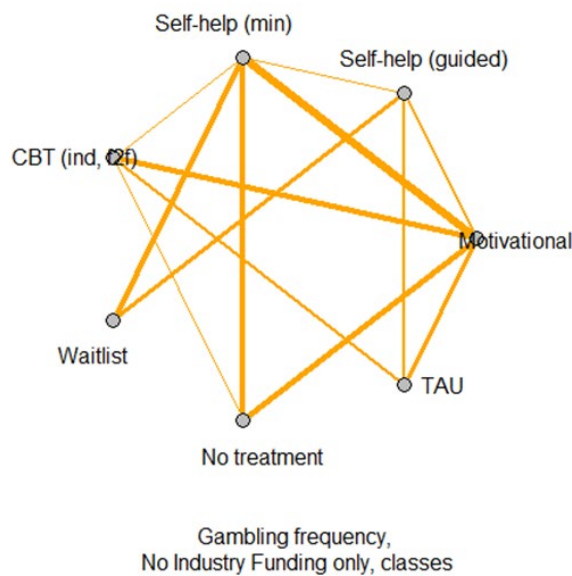 Self-help (min)
Self-help (guided)
CBT (ind, f2f)
Motivational
Waitlist
TAU
No treatment
Gambling frequency,
No Industry Funding only, classes